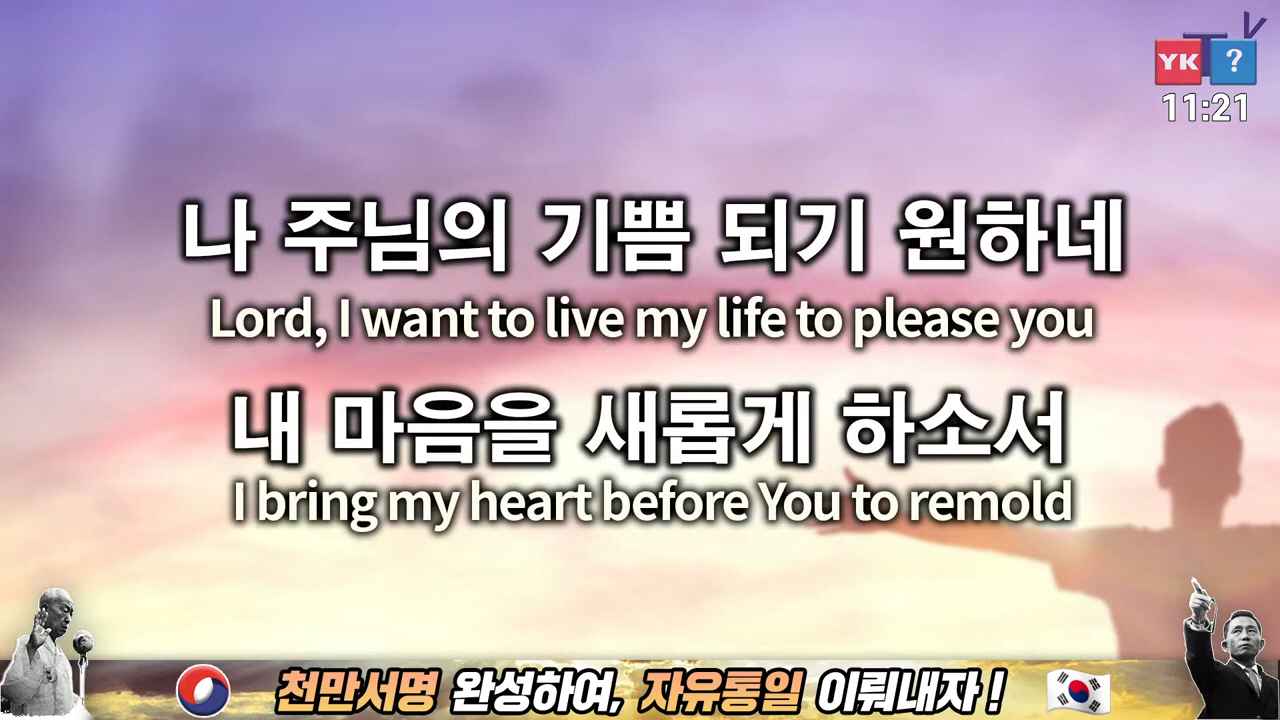 TV
YK ?
11:21
나 주님의 기쁨 되기 원하네
Lord, I want to live my life to please you
내 마음을 새롭게 하소서
I bring my heart before You to remold
천만서명 완성하여, 자유통일 이뤄내자 !